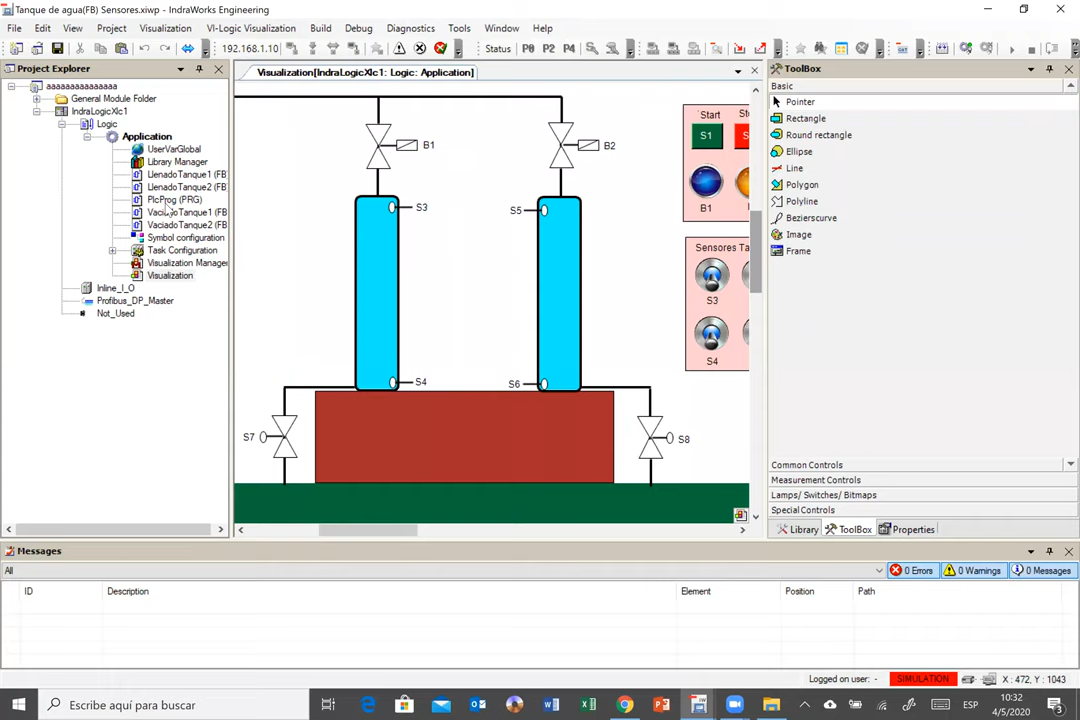 Tanque de agua(FB) Sensores.xiwp - IndraWorks Engineering
File Edit View Project Visualization VI-Logic Visualization Build Debug Diagnostics Tools Window Help
192.168.1.10 Status P0 P2 P4
Project Explorer
aaaaaaaaaaaaaaa
General Module Folder
IndraLogicXlc1
Logic
Application
UserVarGlobal
Library Manager
LlenadoTanque1 (FB
LlenadoTanque2 (FB
PlcProg (PRG)
VaciadoTanque1 (FB
VaciadoTanque2 (FB
Symbol configuration
Task Configuration
Visualization Manager
Visualization
Inline_I_O
Profibus_DP_Master
Not_Used
Visualization[IndraLogicXlc1: Logic: Application]
Start St
S1 S
B1 B2
B1
S3 S5
Sensores Ta
S3
S4 S6
S4
S7 S8
ToolBox
Basic
Pointer
Rectangle
Round rectangle
Ellipse
Line
Polygon
Polyline
Bezierscurve
Image
Frame
Common Controls
Measurement Controls
Lamps/ Switches/ Bitmaps
Special Controls
Library ToolBox Properties
Messages
All 0 Errors 0 Warnings 0 Messages
ID Description Element Position Path
Logged on user: - SIMULATION X : 472, Y : 1043
Escribe aquí para buscar ESP 10:32
4/5/2020
3